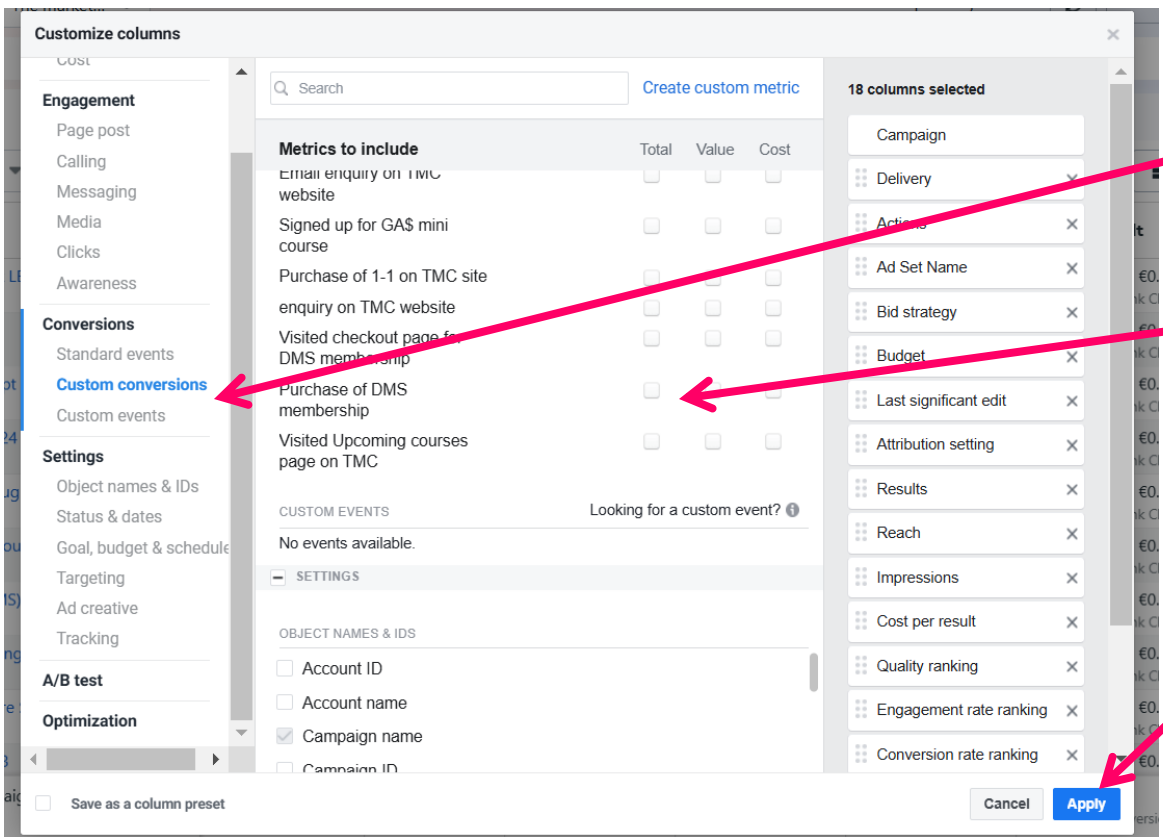 Customize columns
Cost
Engagement
Page post
Calling
Messaging
Media
Clicks
Awareness
Conversions
Standard events
Custom conversions
Custom events
Settings
Object names & IDs
Status & dates
Goal, budget & schedule
Targeting
Ad creative
Tracking
A/B test
Optimization
Search
Create custom metric
Metrics to include Total Value Cost
Email enquiry on TMC
website
Signed up for GA$ mini
course
Purchase of 1-1 on TMC site
enquiry on TMC website
Visited checkout page for
DMS membership
Purchase of DMS
membership
Visited Upcoming courses
page on TMC
CUSTOM EVENTS Looking for a custom event?
No events available.
SETTINGS
OBJECT NAMES & IDS
Account ID
Account name
Campaign name
Campaign ID
18 columns selected
Campaign
Delivery
Actions
Ad Set Name
Bid strategy
Budget
Last significant edit
Attribution setting
Results
Reach
Impressions
Cost per result
Quality ranking
Engagement rate ranking
Conversion rate ranking
Save as a column preset
Cancel
Apply